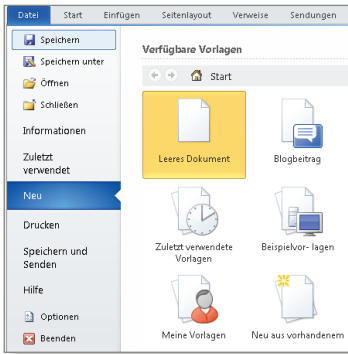 Datei Start Einfügen Seitenlayout Verweise Sendungen
Speichern
Speichern unter
Öffnen
Schließen
Informationen
Zuletzt
verwendet
Neu
Drucken
Speichern und
Senden
Hilfe
Optionen
Beenden
Verfügbare Vorlagen
Start
Leeres Dokument
Blogbeitrag
Zuletzt verwendete
Vorlagen
Beispielvor- lagen
Meine Vorlagen
Neu aus vorhandenem